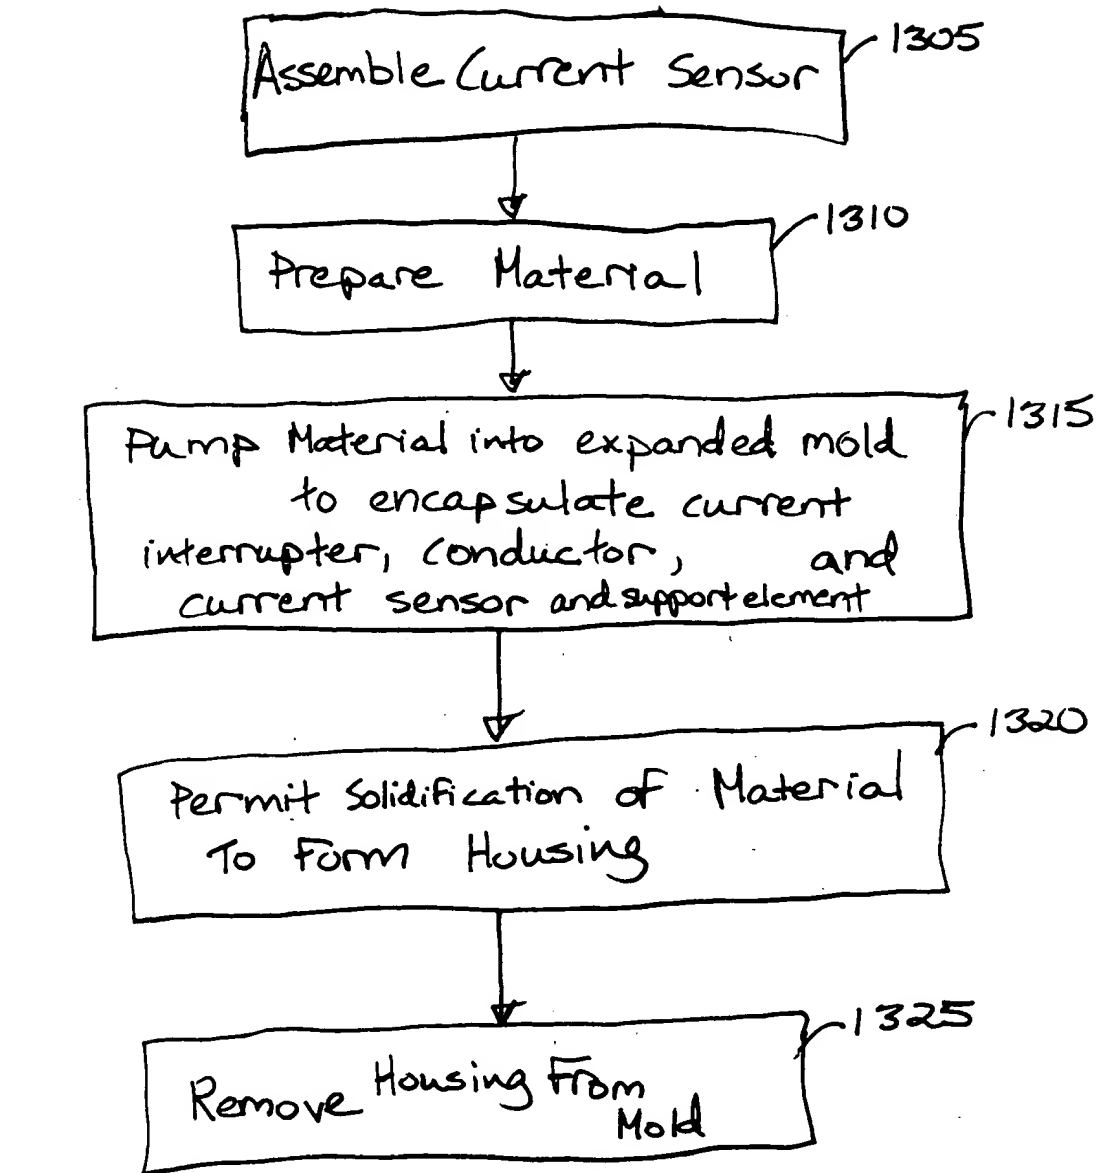 Assemble Current Sensor
1305
Prepare Material
1310
Pump Material into expanded mold
to encapsulate current
interrupter, conductor, and
current sensor and support element
1315
Permit Solidification of Material
To Form Housing
1320
Remove Housing From
Mold
1325